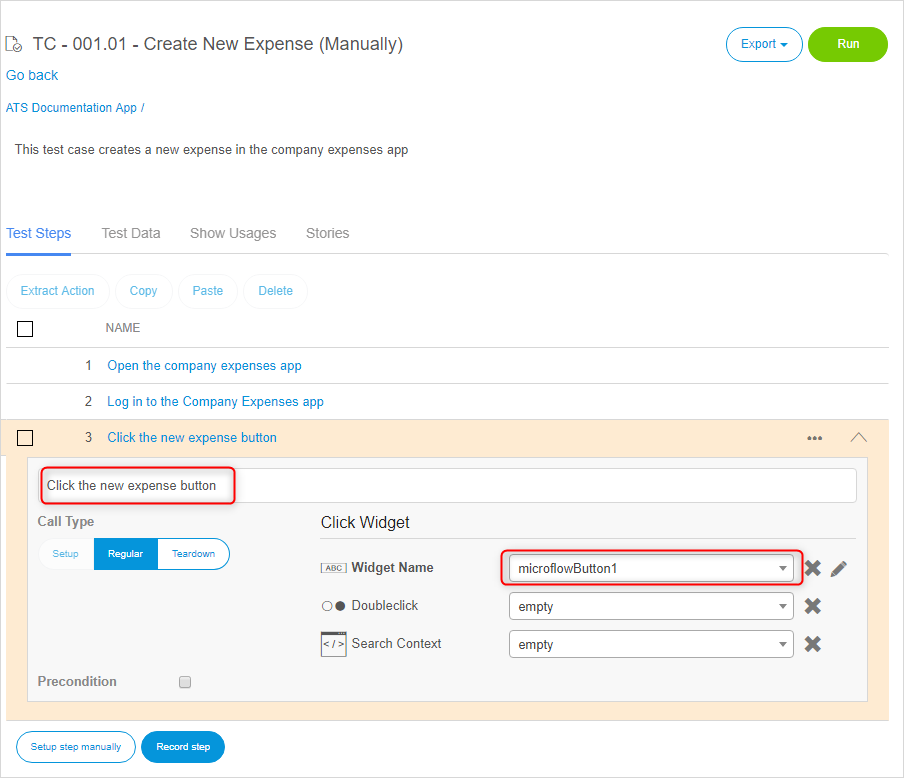 TC - 001.01 - Create New Expense (Manually)
Export
Run
Go back
ATS Documentation App /
This test case creates a new expense in the company expenses app
Test Steps Test Data Show Usages Stories
Extract Action Copy Paste Delete
NAME
1 Open the company expenses app
2 Log in to the Company Expenses app
3 Click the new expense button
Click the new expense button
Call Type
Click Widget
Setup Regular Teardown
ABC Widget Name microflowButton1
Doubleclick empty
</> Search Context empty
Precondition
Setup step manually Record step